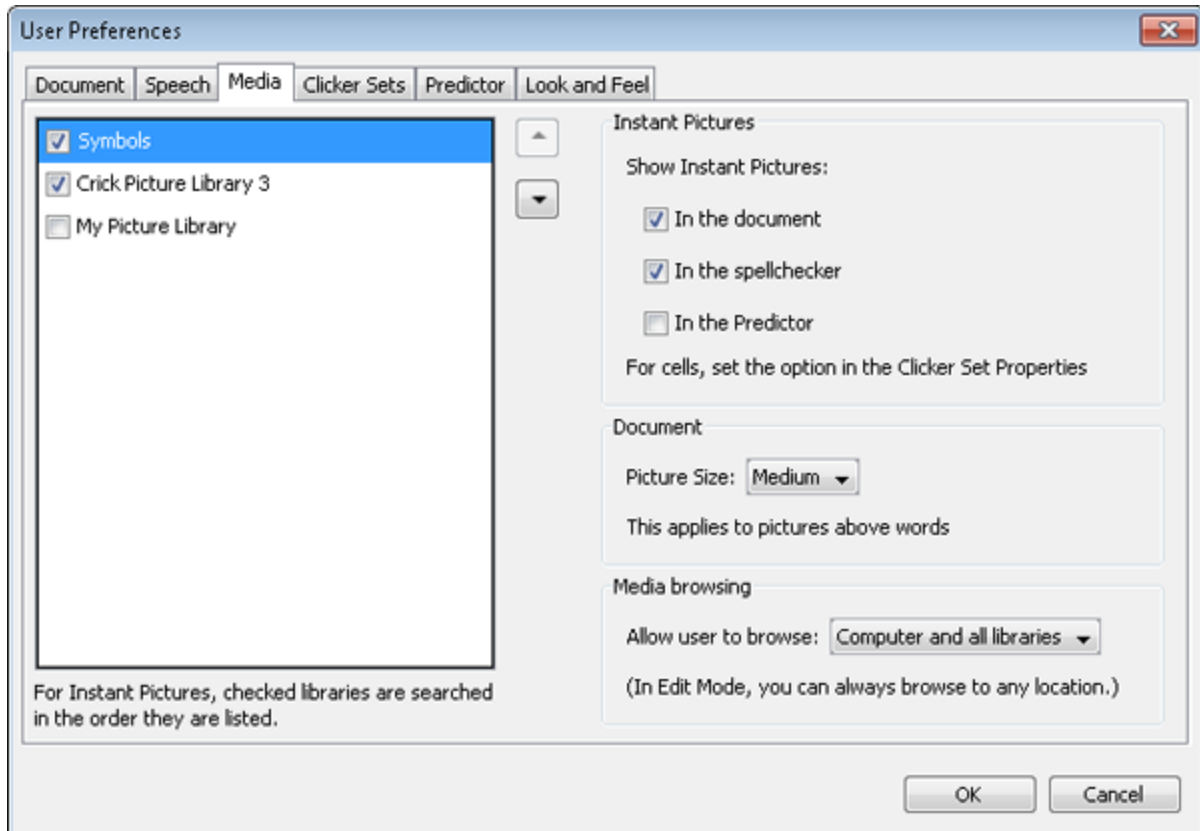 User Preferences
Document Speech Media Clicker Sets Predictor Look and Feel
Symbols
Crick Picture Library 3
My Picture Library
For Instant Pictures, checked libraries are searched
in the order they are listed.
Instant Pictures
Show Instant Pictures:
In the document
In the spellchecker
In the Predictor
For cells, set the option in the Clicker Set Properties
Document
Picture Size: Medium
This applies to pictures above words
Media browsing
Allow user to browse: Computer and all libraries
(In Edit Mode, you can always browse to any location.)
OK Cancel